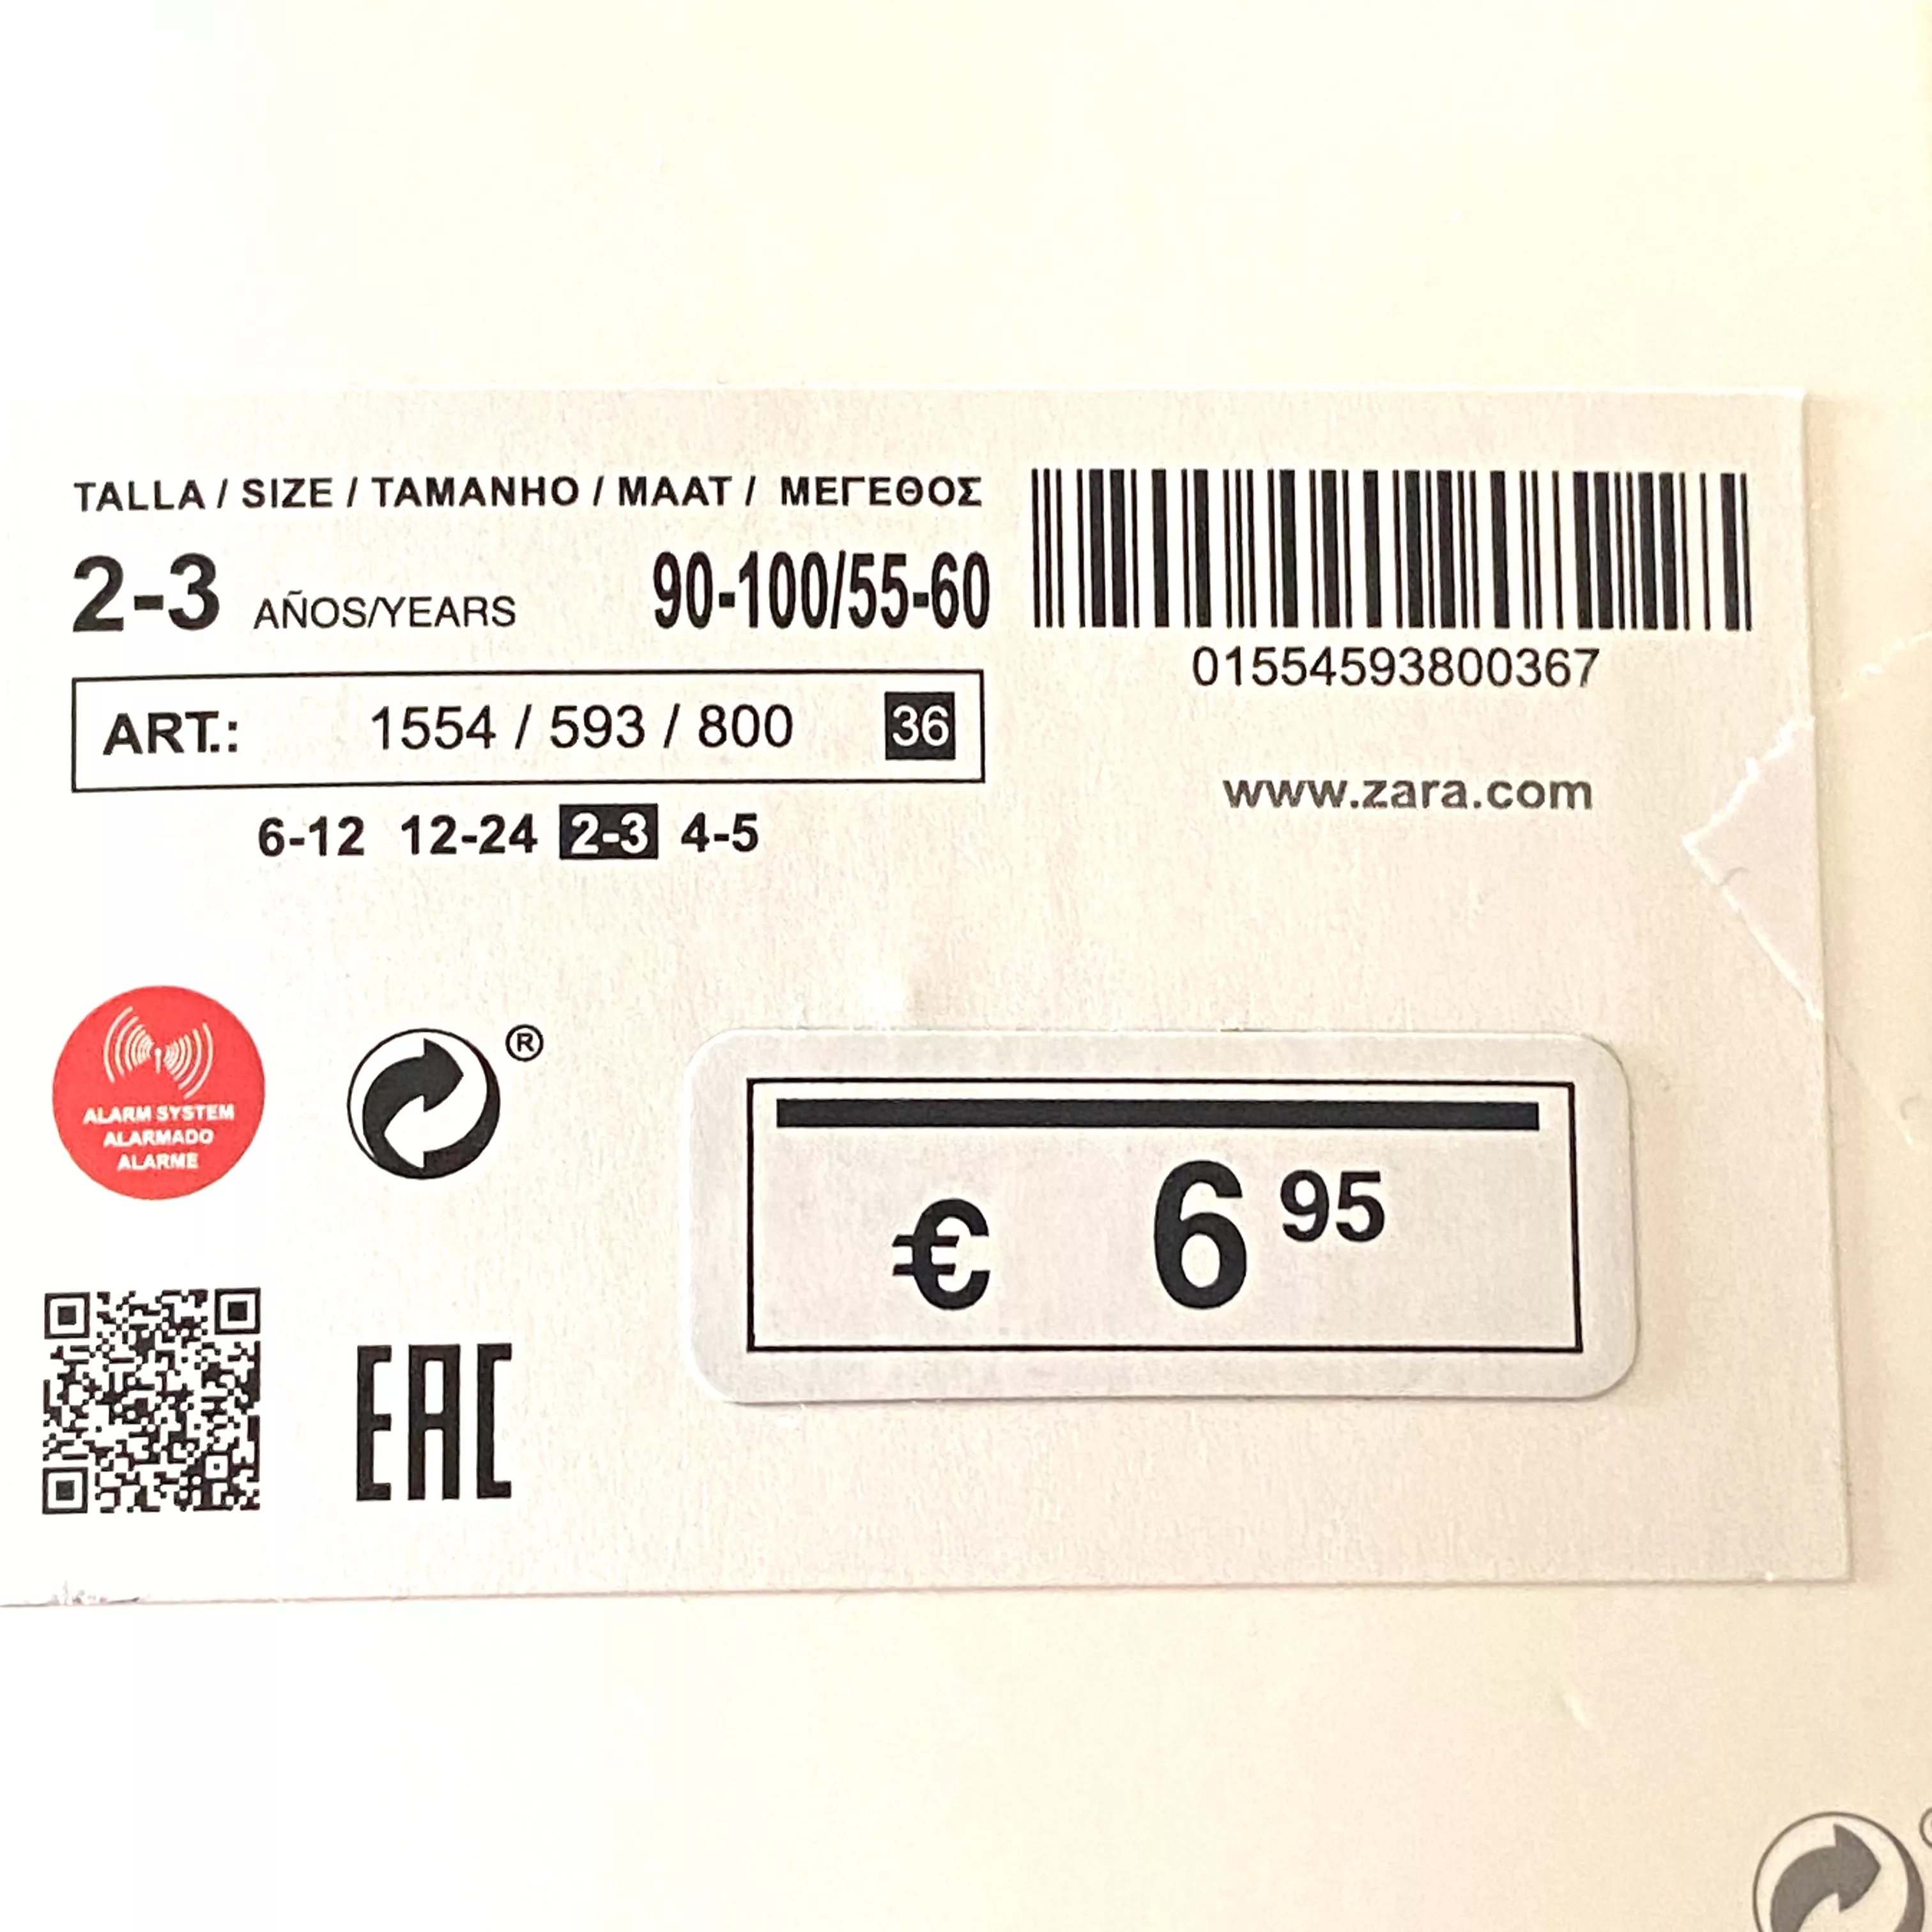 TALLA / SIZE / TAMANHO / MAAT / ΜΕΓΕΘΟΣ
2-3 AÑOS/YEARS 90-100/55-60
01554593800367
ART.: 1554 / 593 / 800 36
www.zara.com
6-12 12-24 2-3 4-5
ALARM SYSTEM
ALARMADO
ALARME
®
€ 6 95
EAC